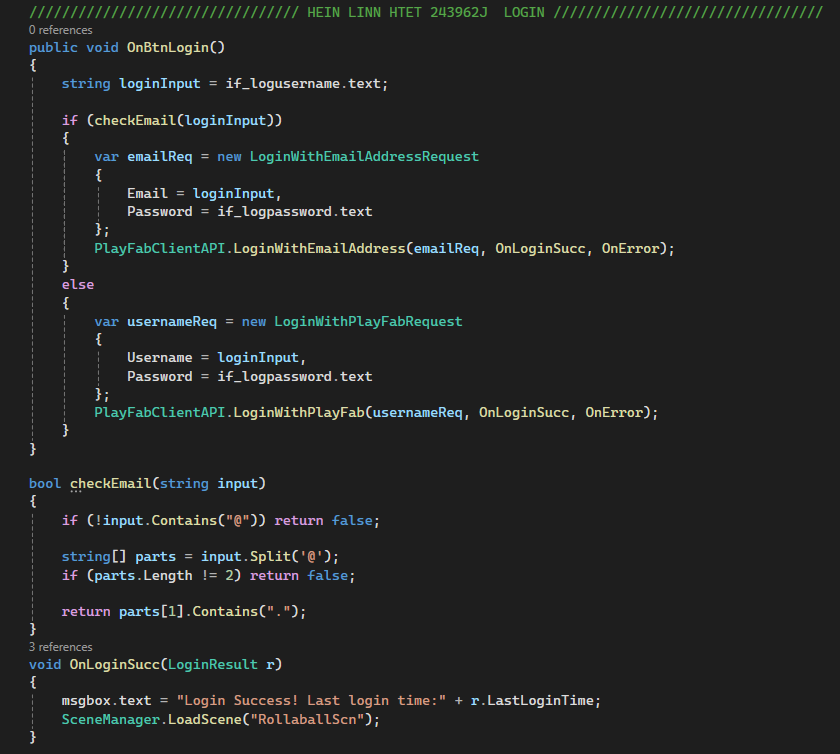 ///////////////////////////////// HEIN LINN HTET 243962J  LOGIN /////////////////////////////////
0 references
public void OnBtnLogin()
{
    string loginInput = if_logusername.text;

    if (checkEmail(loginInput))
    {
        var emailReq = new LoginWithEmailAddressRequest
        {
            Email = loginInput,
            Password = if_logpassword.text
        };
        PlayFabClientAPI.LoginWithEmailAddress(emailReq, OnLoginSucc, OnError);
    }
    else
    {
        var usernameReq = new LoginWithPlayFabRequest
        {
            Username = loginInput,
            Password = if_logpassword.text
        };
        PlayFabClientAPI.LoginWithPlayFab(usernameReq, OnLoginSucc, OnError);
    }
}

bool checkEmail(string input)
{
    if (!input.Contains("@")) return false;

    string[] parts = input.Split('@');
    if (parts.Length != 2) return false;

    return parts[1].Contains(".");
}
3 references
void OnLoginSucc(LoginResult r)
{
    msgbox.text = "Login Success! Last login time:" + r.LastLoginTime;
    SceneManager.LoadScene("RollaballScn");
}